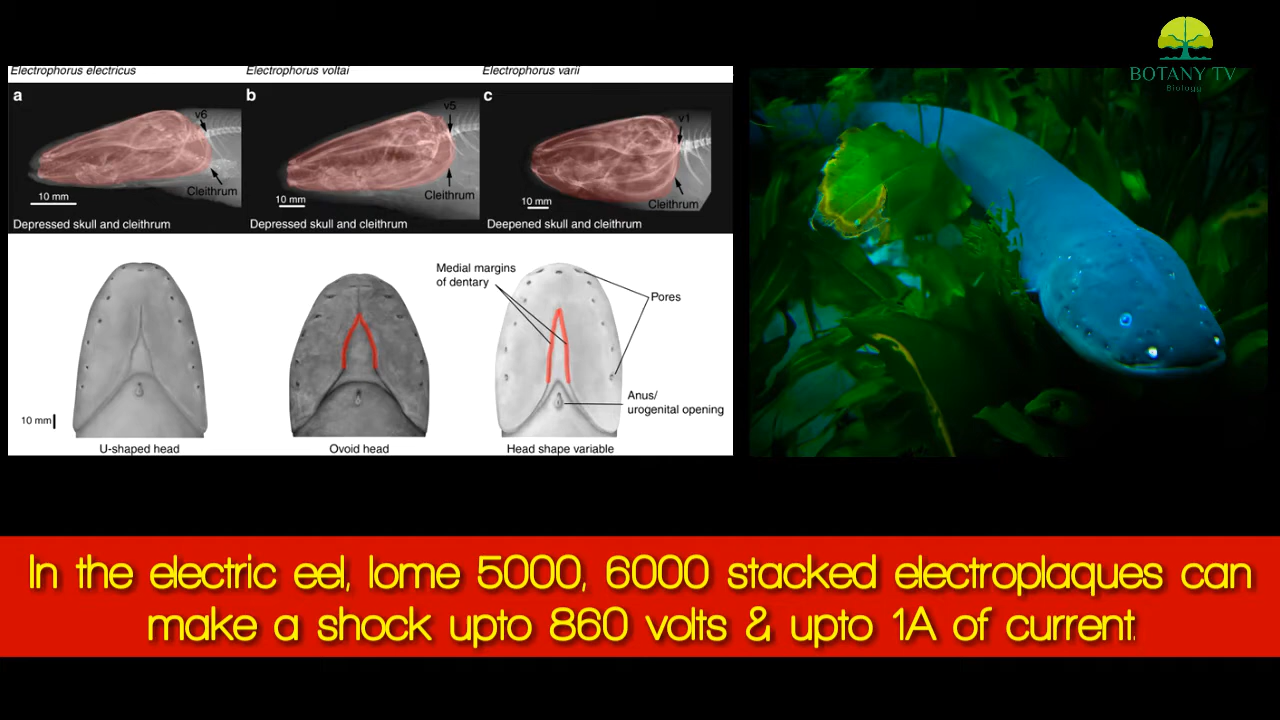 BOTANY TV
Biology
Electrophorus electricus
Electrophorus voltai
Electrophorus varii
a
b
c
v6
v5
v1
Cleithrum
Cleithrum
Cleithrum
10 mm
10 mm
10 mm
Depressed skull and cleithrum
Depressed skull and cleithrum
Deepened skull and cleithrum
Medial margins
of dentary
Pores
Anus/
urogenital opening
10 mm
U-shaped head
Ovoid head
Head shape variable
In the electric eel, lome 5000, 6000 stacked electroplaques can
make a shock upto 860 volts & upto 1A of current.